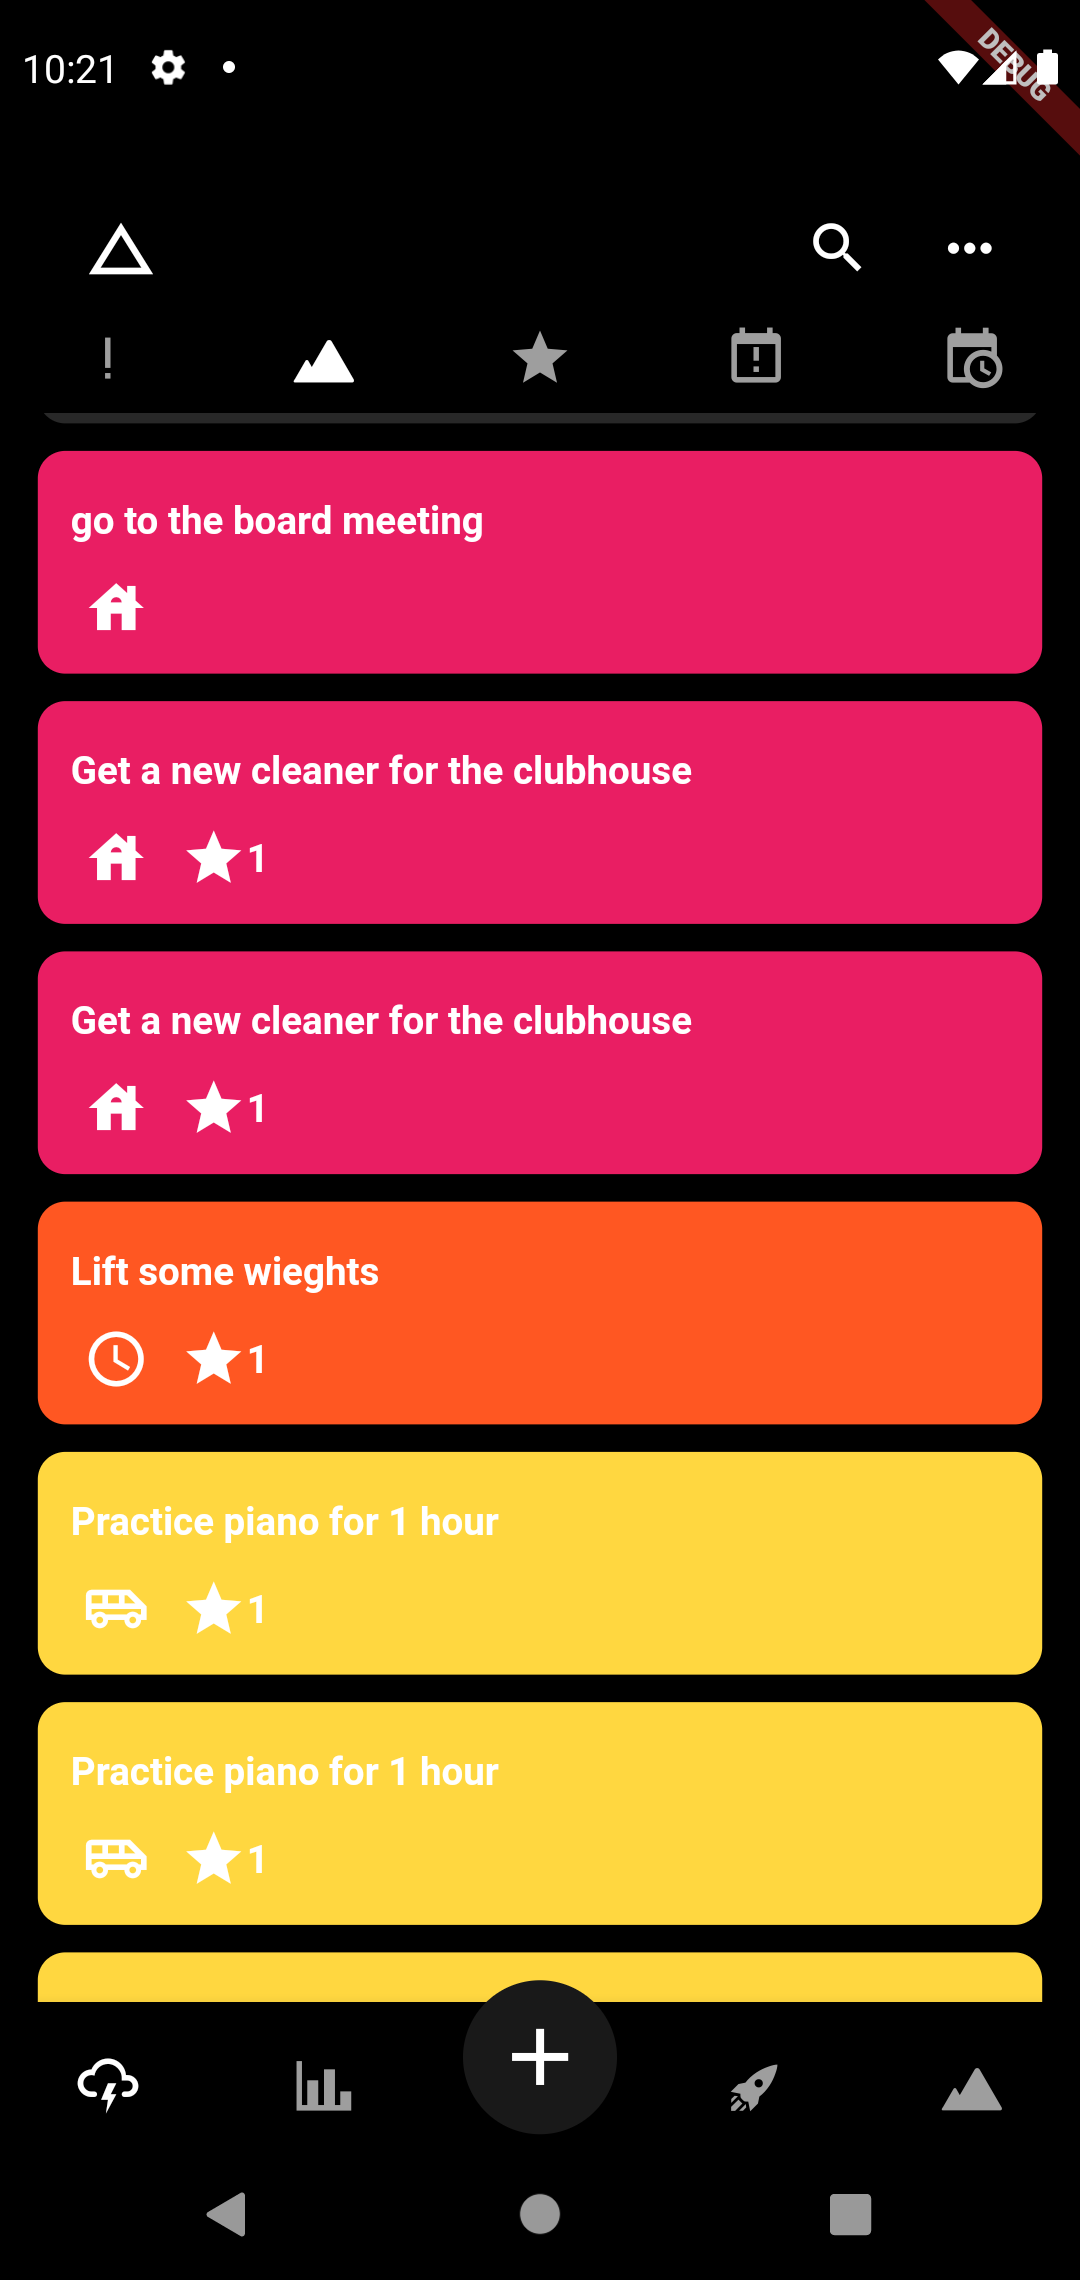 10:21
DEBUG
go to the board meeting
Get a new cleaner for the clubhouse
1
Get a new cleaner for the clubhouse
1
Lift some wieghts
1
Practice piano for 1 hour
1
Practice piano for 1 hour
1